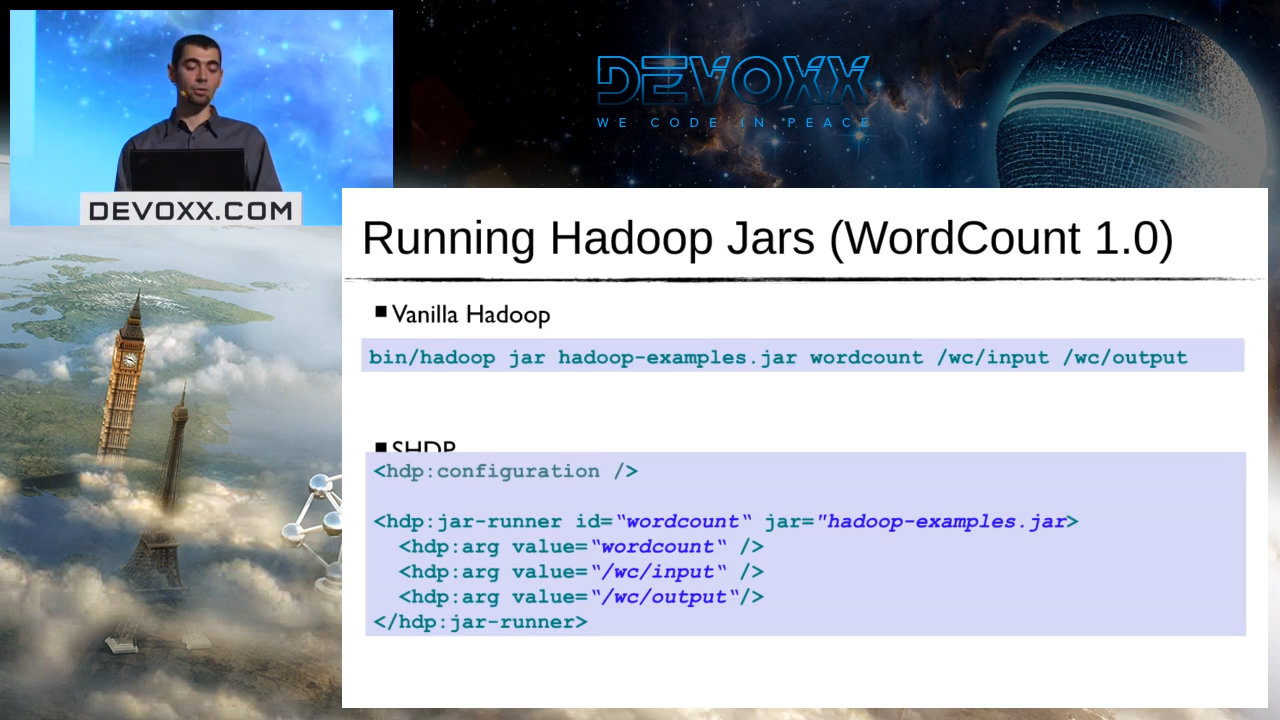 DEVOXX
WE CODE IN PEACE
DEVOXX.COM
Running Hadoop Jars (WordCount 1.0)
Vanilla Hadoop
bin/hadoop jar hadoop-examples.jar wordcount /wc/input /wc/output
SHDP
<hdp:configuration />
<hdp:jar-runner id=“wordcount“ jar="hadoop-examples.jar>
<hdp:arg value=“wordcount“ />
<hdp:arg value=“/wc/input“ />
<hdp:arg value=“/wc/output“/>
</hdp:jar-runner>